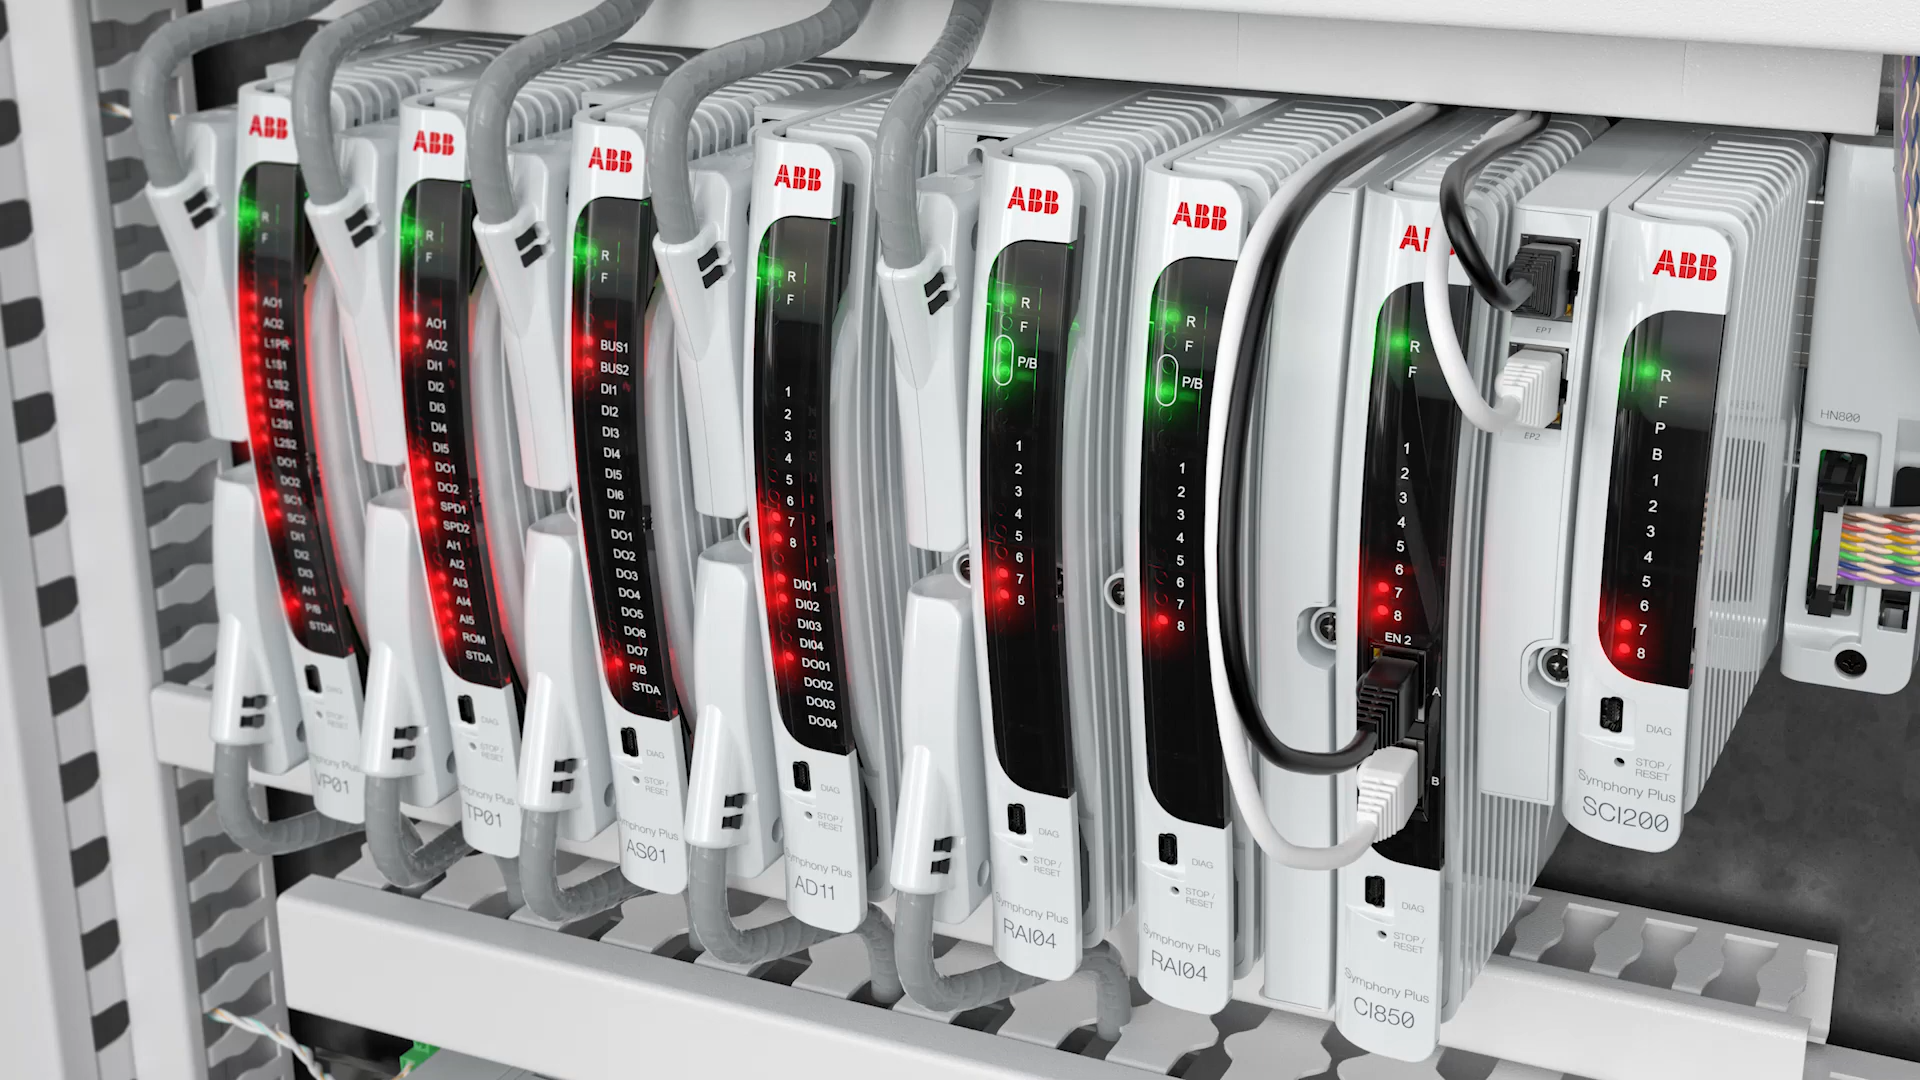 ABB
R
F
AO1
AO2
L1PR
L1S1
L1S2
L2PR
L2S1
L2S2
DO1
DO2
SC1
SC2
DI1
DI2
DI3
AI1
P/B
STDA
DIAG
STOP /
RESET
VP01
ABB
R
F
AO1
AO2
DI1
DI2
DI3
DI4
DI5
DO1
DO2
SPD1
SPD2
AI1
AI2
AI3
AI4
AI5
ROM
STDA
DIAG
STOP /
RESET
Symphony Plus
TP01
ABB
R
F
BUS1
BUS2
DI1
DI2
DI3
DI4
DI5
DI6
DI7
DO1
DO2
DO3
DO4
DO5
DO6
DO7
P/B
STDA
DIAG
STOP /
RESET
Symphony Plus
AS01
ABB
R
F
1
2
3
4
5
6
7
8
DI01
DI02
DI03
DI04
DO01
DO02
DO03
DO04
DIAG
STOP /
RESET
Symphony Plus
AD11
ABB
R
F
P/B
1
2
3
4
5
6
7
8
DIAG
STOP /
RESET
Symphony Plus
RAI04
ABB
R
F
P/B
1
2
3
4
5
6
7
8
DIAG
STOP /
RESET
Symphony Plus
RAI04
R
F
1
2
3
4
5
6
7
8
EN 2
A
B
DIAG
STOP /
RESET
Symphony Plus
CI850
EP1
EP2
ABB
R
F
P
B
1
2
3
4
5
6
7
8
DIAG
STOP /
RESET
Symphony Plus
SCI200
HN800